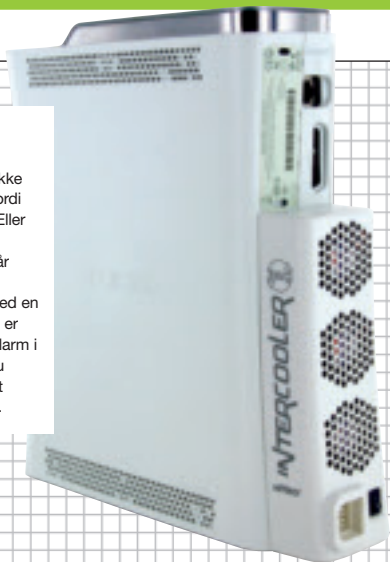 kke
ordi
Eller
år
ed en
er
larm i
u
t
INTERCOOLER